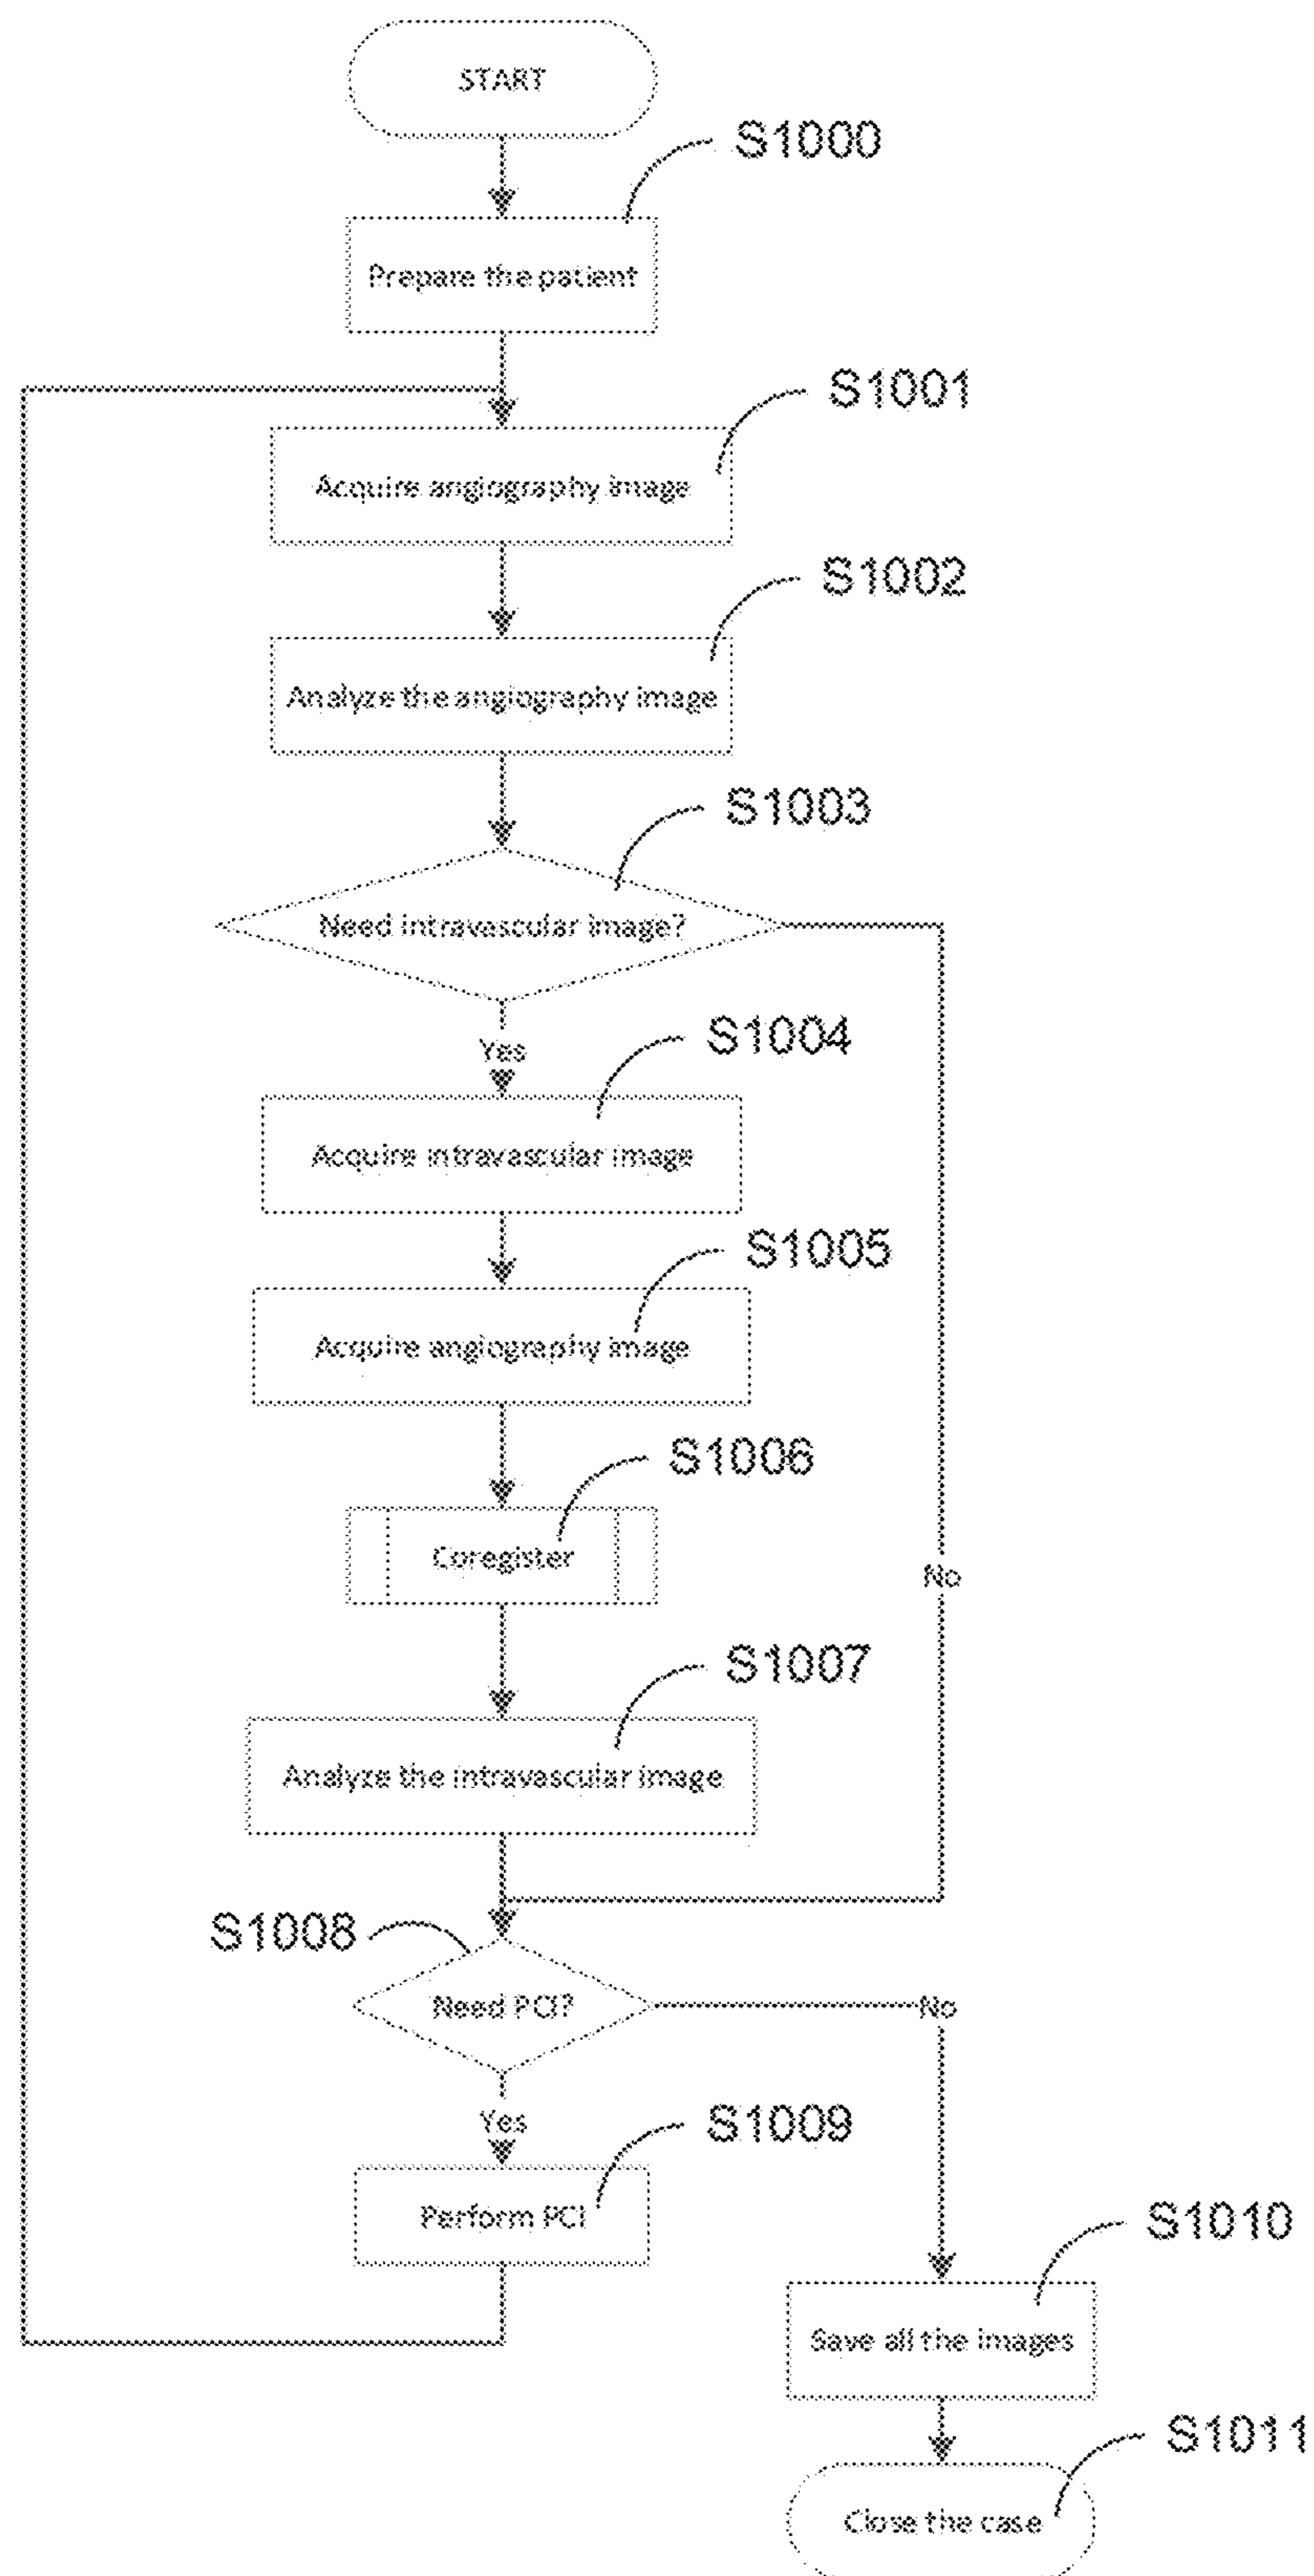 START
S1000
Prepare the patient
S1001
Acquire angiography image
S1002
Analyze the angiography image
S1003
Need intravascular image?
Yes
S1004
Acquire intravascular image
S1005
Acquire angiography image
S1006
Coregister
No
S1007
Analyze the intravascular image
S1008
Need PCI?
No
Yes
S1009
Perform PCI
S1010
Save all the images
S1011
Close the case